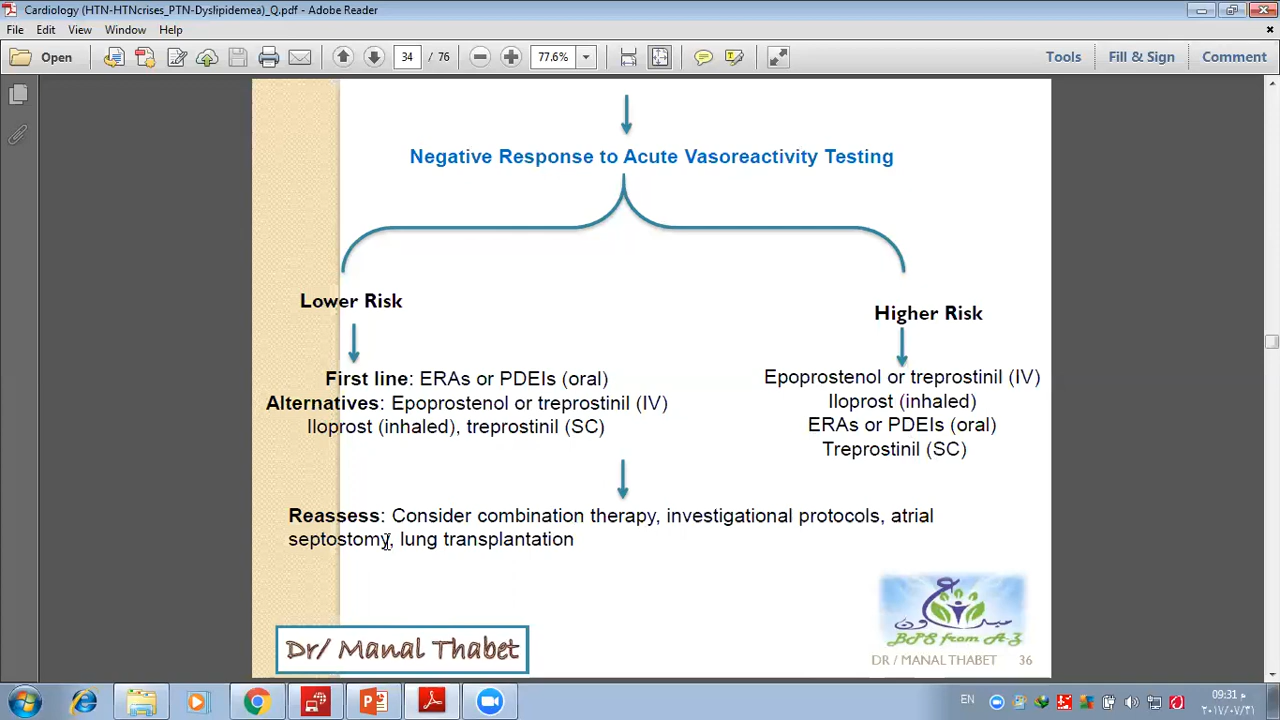 Cardiology (HTN-HTNcrises_PTN-Dyslipidemea)_Q.pdf - Adobe Reader
File Edit View Window Help
Open 34 / 76 77.6% Tools Fill & Sign Comment
Negative Response to Acute Vasoreactivity Testing
Lower Risk
First line: ERAs or PDEIs (oral)
Alternatives: Epoprostenol or treprostinil (IV)
Iloprost (inhaled), treprostinil (SC)
Higher Risk
Epoprostenol or treprostinil (IV)
Iloprost (inhaled)
ERAs or PDEIs (oral)
Treprostinil (SC)
Reassess: Consider combination therapy, investigational protocols, atrial
septostomy, lung transplantation
BPS from A-Z
Dr/ Manal Thabet
DR / MANAL THABET 36
EN
09:31 م
٢٠١٧/٠٧/٣١